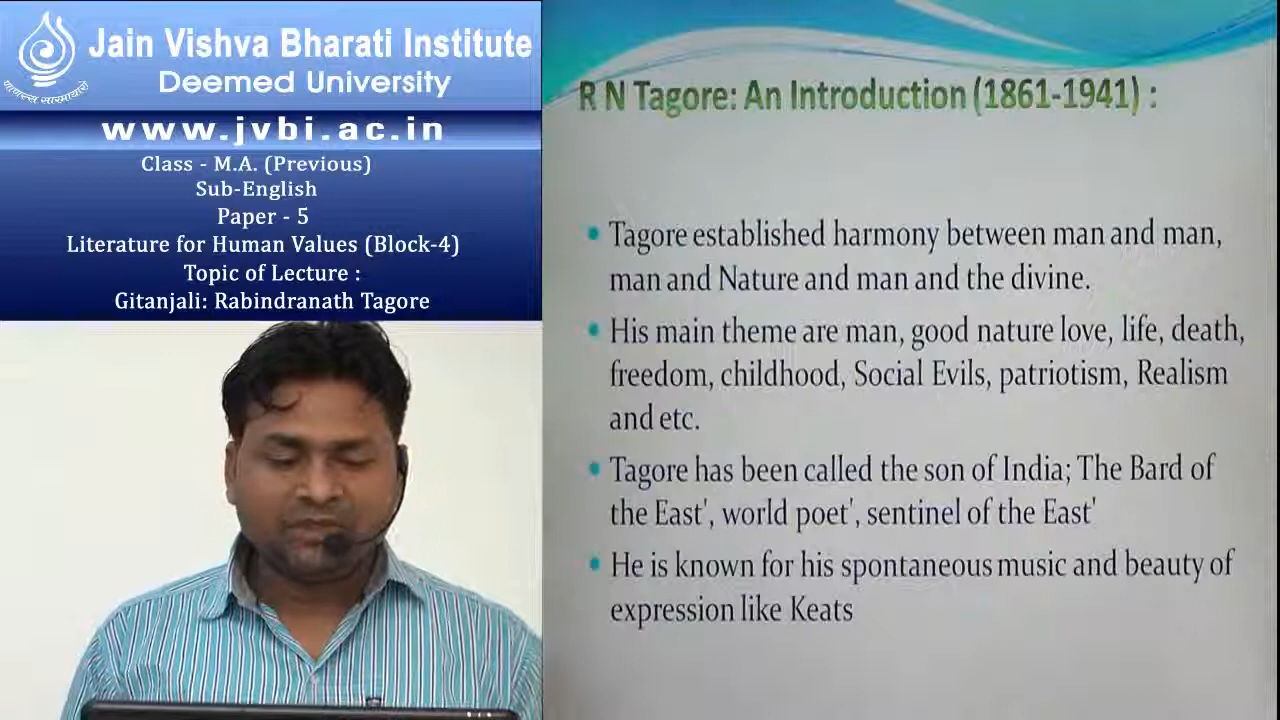 Jain Vishva Bharati Institute
Deemed University
www.jvbi.ac.in
Class - M.A. (Previous)
Sub-English
Paper - 5
Literature for Human Values (Block-4)
Topic of Lecture :
Gitanjali: Rabindranath Tagore
R N Tagore: An Introduction (1861-1941) :
• Tagore established harmony between man and man,
man and Nature and man and the divine.
• His main theme are man, good nature love, life, death,
freedom, childhood, Social Evils, patriotism, Realism
and etc.
• Tagore has been called the son of India; The Bard of
the East', world poet', sentinel of the East'
• He is known for his spontaneous music and beauty of
expression like Keats